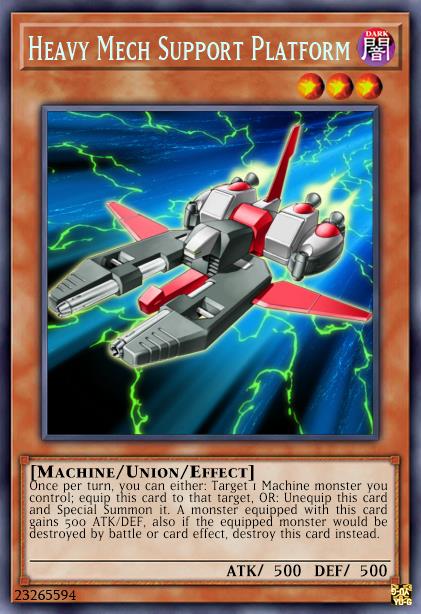 HEAVY MECH SUPPORT PLATFORM
DARK
闇
[MACHINE/UNION/EFFECT]
Once per turn, you can either: Target 1 Machine monster you
control; equip this card to that target, OR: Unequip this card
and Special Summon it. A monster equipped with this card
gains 500 ATK/DEF, also if the equipped monster would be
destroyed by battle or card effect, destroy this card instead.
ATK/ 500 DEF/ 500
23265594